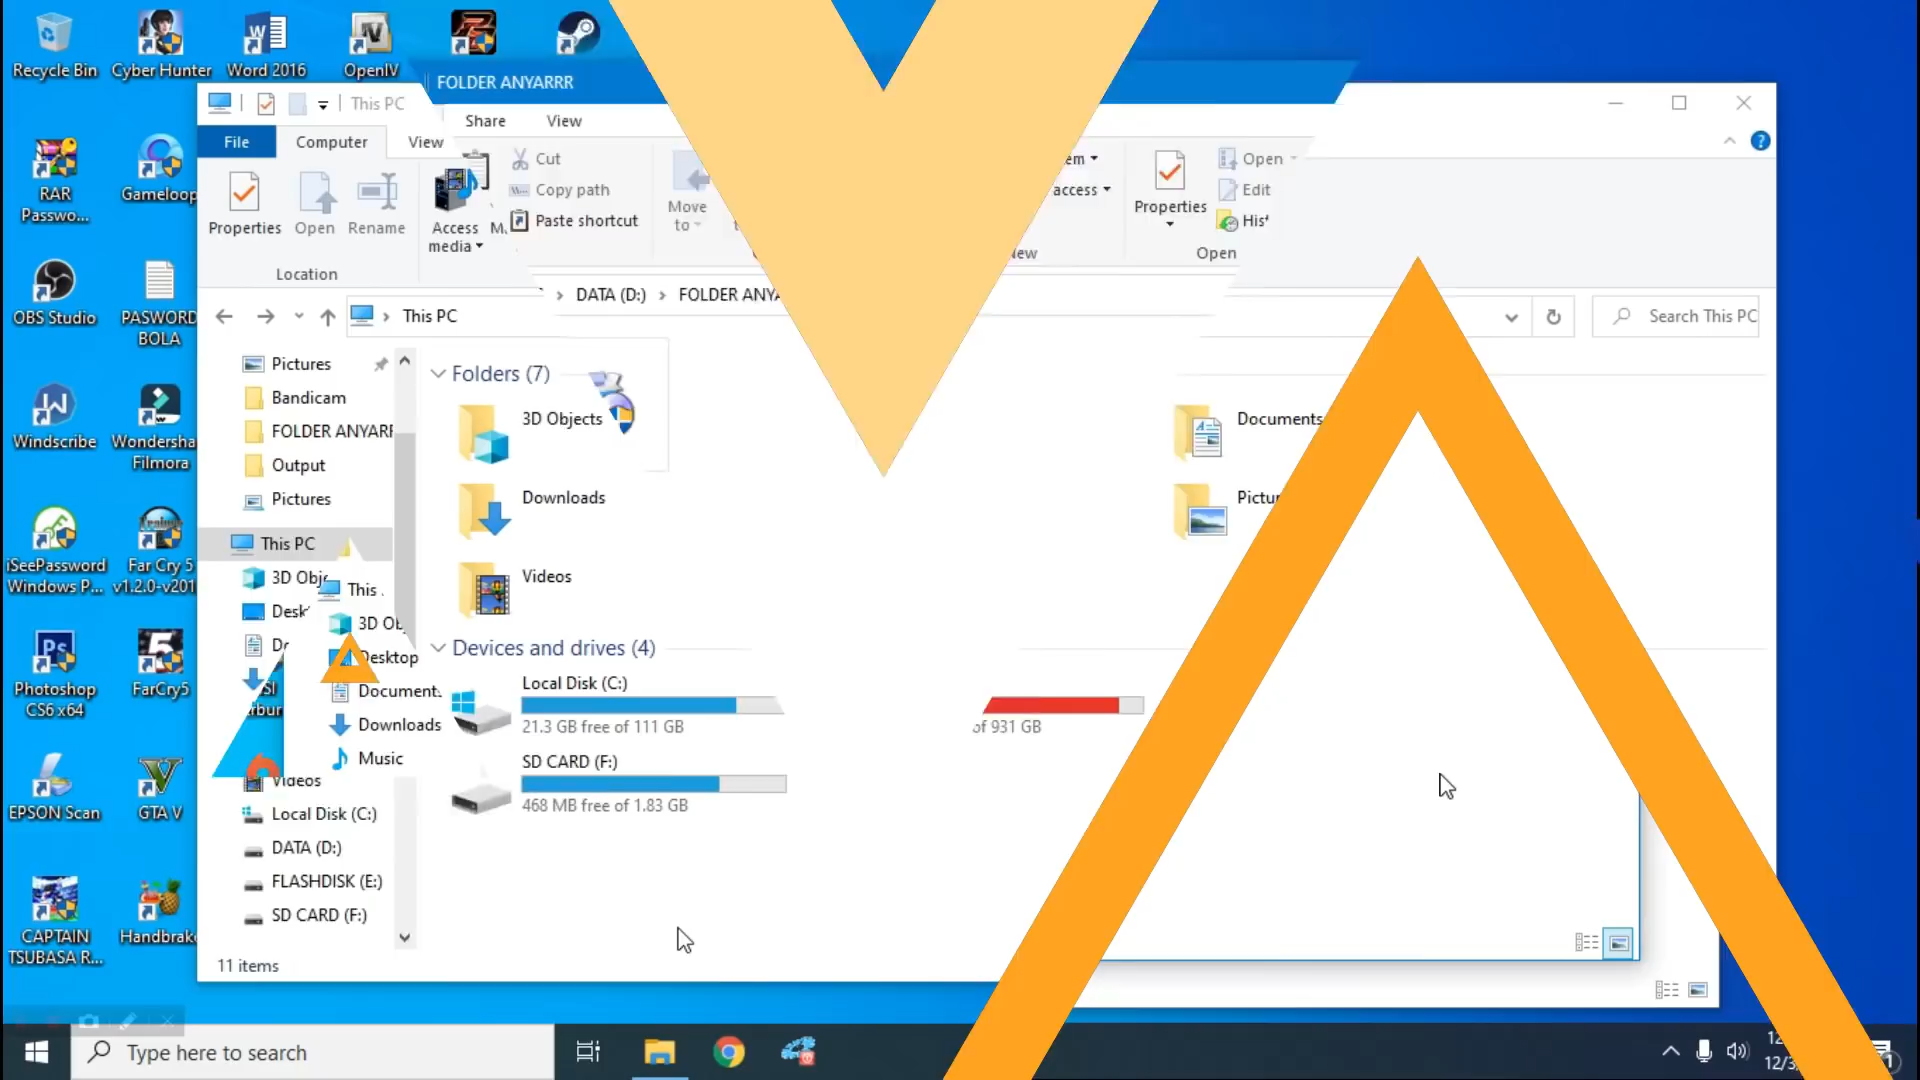 Recycle Bin
Cyber Hunter
Word 2016
OpenIV
FOLDER ANYARRR
This PC
Share
View
File
Computer
View
Cut
Copy path
Paste shortcut
Move
to
access
Open
Edit
Properties
Properties
Open
Rename
Access
media
Location
Open
RAR
Passwo...
Gameloop
DATA (D:)
This PC
Search This PC
OBS Studio
PASWORD
BOLA
Pictures
Bandicam
Output
Pictures
This PC
Folders (7)
3D Objects
Documents
Downloads
Videos
Windscribe
Wondersha
Filmora
iSeePassword
Windows P...
Far Cry 5
v1.2.0-v201
This
Desktop
Downloads
Music
Videos
Local Disk (C:)
DATA (D:)
FLASHDISK (E:)
SD CARD (F:)
Devices and drives (4)
Local Disk (C:)
21.3 GB free of 111 GB
of 931 GB
SD CARD (F:)
468 MB free of 1.83 GB
Photoshop
CS6 x64
FarCry5
EPSON Scan
GTA V
CAPTAIN
TSUBASA R...
Handbrake
11 items
Type here to search